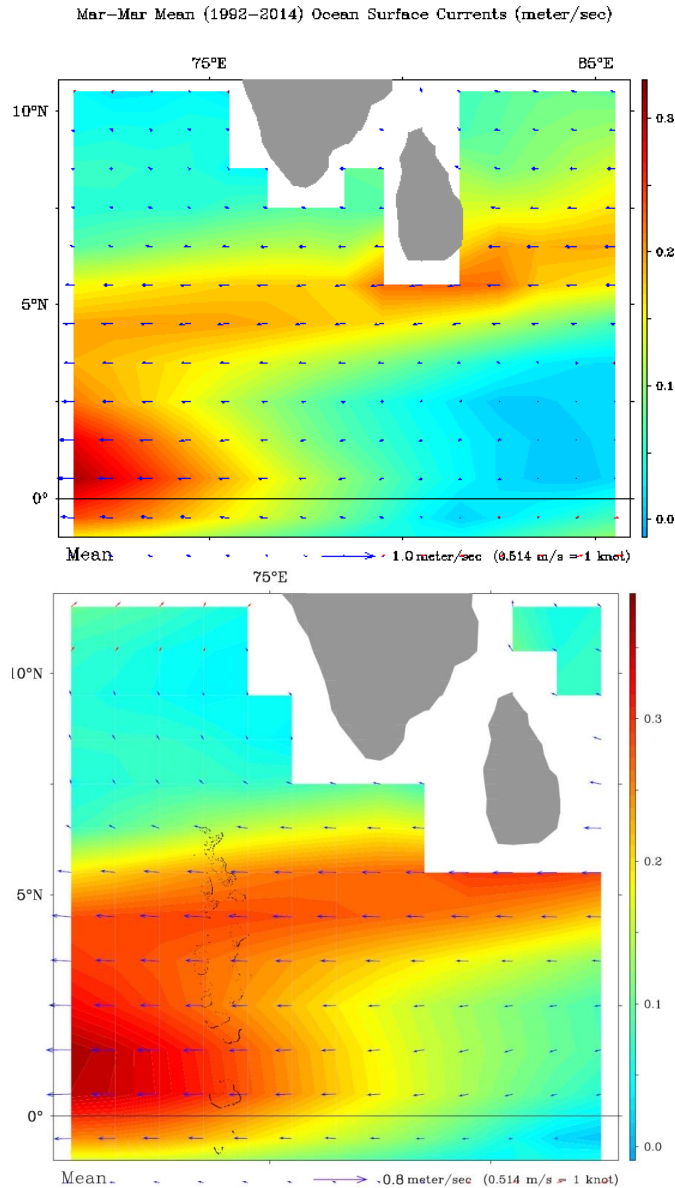 Mar-Mar Mean (1992-2014) Ocean Surface Currents (meter/sec)
75°E 85°E
10°N
0.3
0.2
5°N
0.1
0°
0.0
Mean 1.0 meter/sec (0.514 m/s = 1 knot)
75°E
0.3
10°N
0.2
5°N
0.1
0°
0.0
Mean 0.8 meter/sec (0.514 m/s = 1 knot)